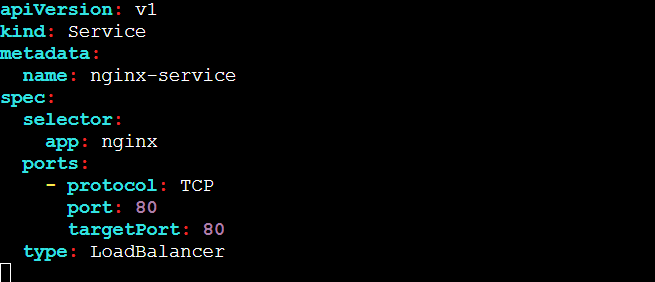 apiVersion: v1
kind: Service
metadata:
  name: nginx-service
spec:
  selector:
    app: nginx
  ports:
    - protocol: TCP
      port: 80
      targetPort: 80
  type: LoadBalancer